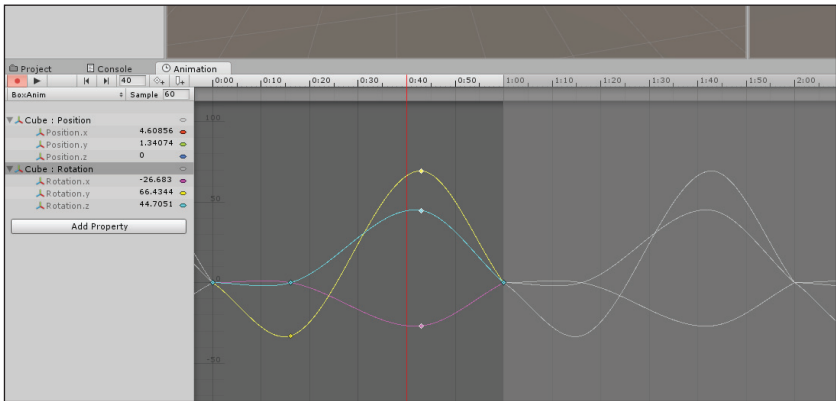 Project Console Animation
40 0:00 0:10 0:20 0:30 0:40 0:50 1:00 1:10 1:20 1:30 1:40 1:50 2:00
BoxAnim Sample 60
Cube : Position
Position.x 4.60856
Position.y 1.34074
Position.z 0
Cube : Rotation
Rotation.x -26.683
Rotation.y 66.4344
Rotation.z 44.7051
Add Property
100
50
0
-50